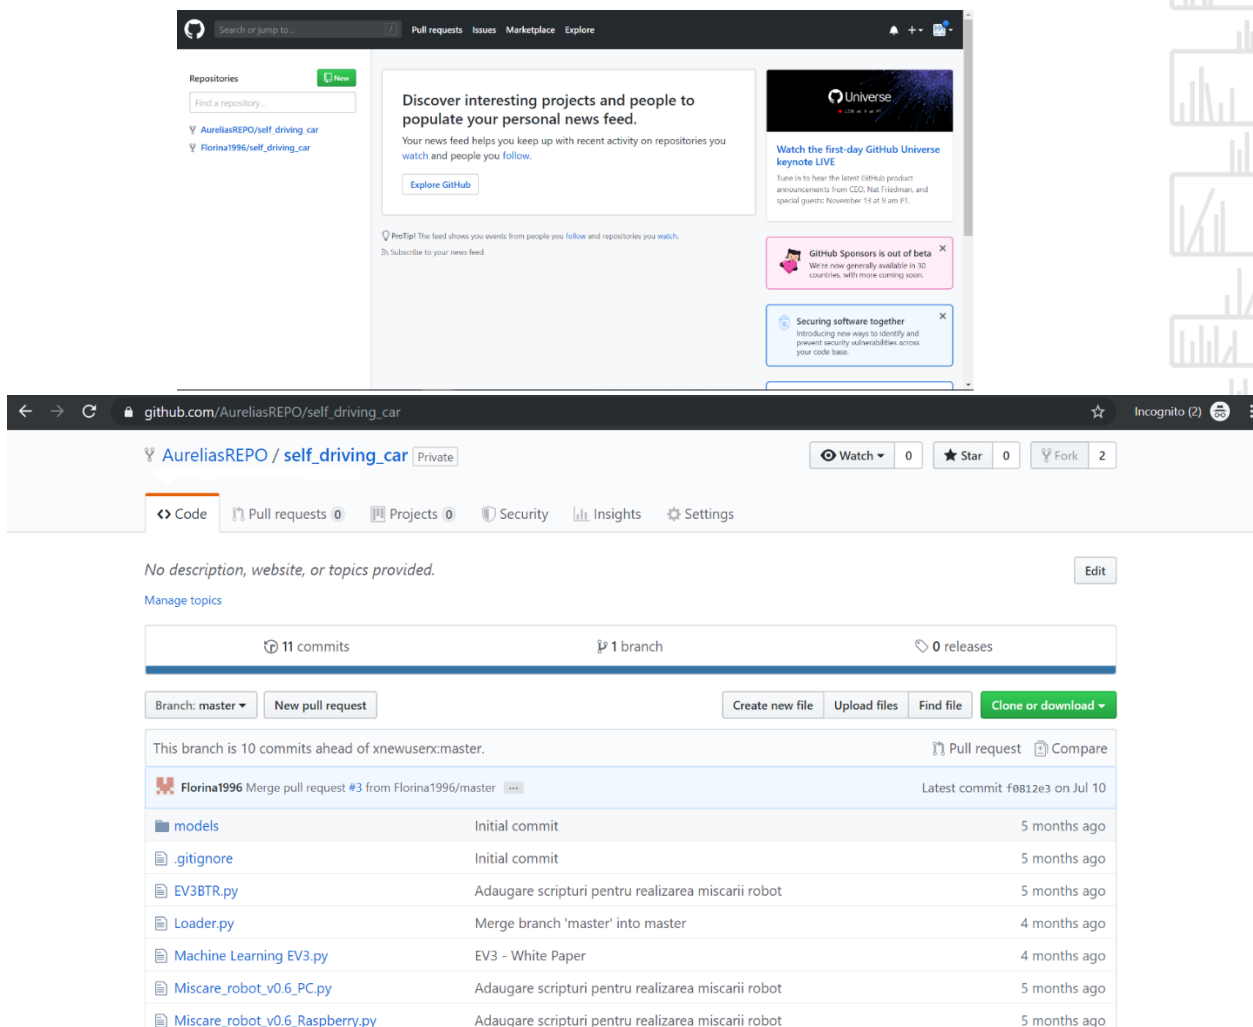 Search or jump to... /
Pull requests Issues Marketplace Explore
Repositories
New
Find a repository...
AureliasREPO/self_driving_car
Florina1996/self_driving_car
Discover interesting projects and people to
populate your personal news feed.
Your news feed helps you keep up with recent activity on repositories you
watch and people you follow.
Explore GitHub
ProTip! The feed shows you events from people you follow and repositories you watch.
Subscribe to your news feed
Universe
Watch the first-day GitHub Universe
keynote LIVE
Tune in to hear the latest GitHub product
announcements from CEO, Nat Friedman, and
special guests: November 13 at 9 am PT.
GitHub Sponsors is out of beta
We're now generally available in 30
countries, with more coming soon.
Securing software together
Introducing new ways to identify and
prevent security vulnerabilities across
your code base.
github.com/AureliasREPO/self_driving_car
Incognito (2)
AureliasREPO / self_driving_car Private
Watch 0 Star 0 Fork 2
Code Pull requests 0 Projects 0 Security Insights Settings
No description, website, or topics provided.
Edit
Manage topics
11 commits 1 branch 0 releases
Branch: master New pull request Create new file Upload files Find file Clone or download
This branch is 10 commits ahead of xnewuserx:master. Pull request Compare
Florina1996 Merge pull request #3 from Florina1996/master ... Latest commit f0812e3 on Jul 10
models Initial commit 5 months ago
.gitignore Initial commit 5 months ago
EV3BTR.py Adaugare scripturi pentru realizarea miscarii robot 5 months ago
Loader.py Merge branch 'master' into master 4 months ago
Machine Learning EV3.py EV3 - White Paper 4 months ago
Miscare_robot_v0.6_PC.py Adaugare scripturi pentru realizarea miscarii robot 5 months ago
Miscare_robot_v0.6_Raspberry.py Adaugare scripturi pentru realizarea miscarii robot 5 months ago